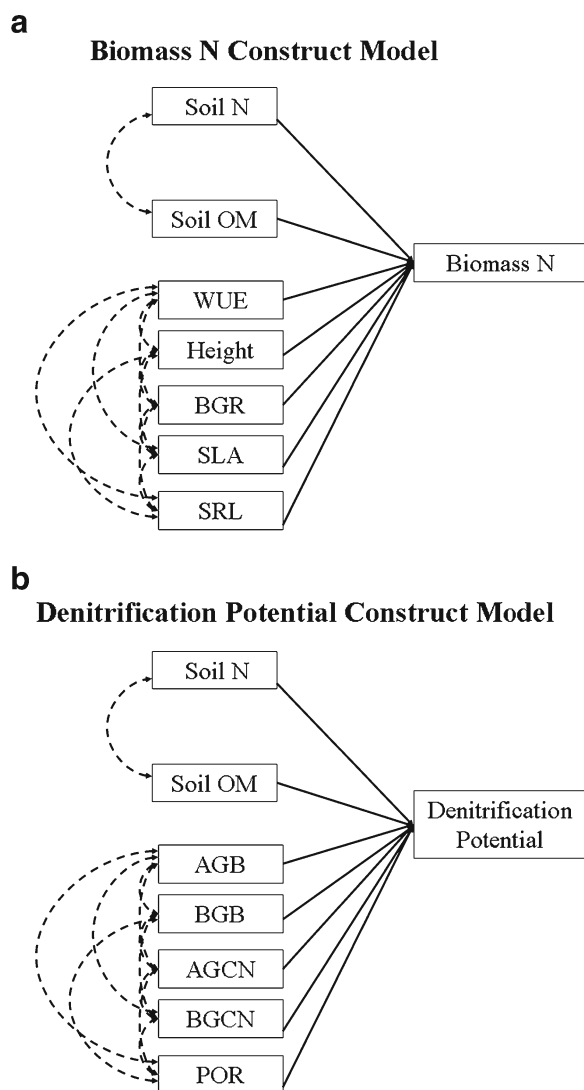 a
Biomass N Construct Model
Soil N
Soil OM
Biomass N
WUE
Height
BGR
SLA
SRL
b
Denitrification Potential Construct Model
Soil N
Soil OM
Denitrification
Potential
AGB
BGB
AGCN
BGCN
POR